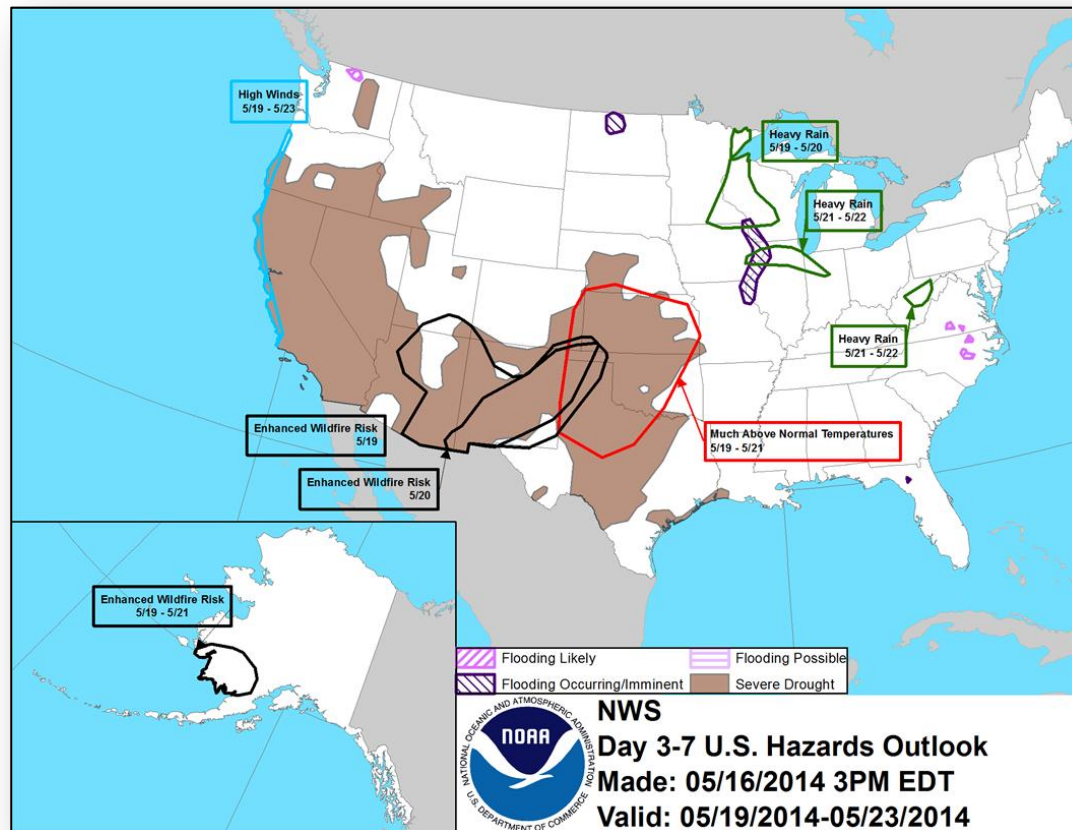 High Winds
5/19 - 5/23
Heavy Rain
5/19 - 5/20
Heavy Rain
5/21 - 5/22
Heavy Rain
5/21 - 5/22
Enhanced Wildfire Risk
5/19
Much Above Normal Temperatures
5/19 - 5/21
Enhanced Wildfire Risk
5/20
Enhanced Wildfire Risk
5/19 - 5/21
Flooding Likely
Flooding Possible
Flooding Occurring/Imminent
Severe Drought
NATIONAL OCEANIC AND ATMOSPHERIC ADMINISTRATION
NOAA
U.S. DEPARTMENT OF COMMERCE
NWS
Day 3-7 U.S. Hazards Outlook
Made: 05/16/2014 3PM EDT
Valid: 05/19/2014-05/23/2014